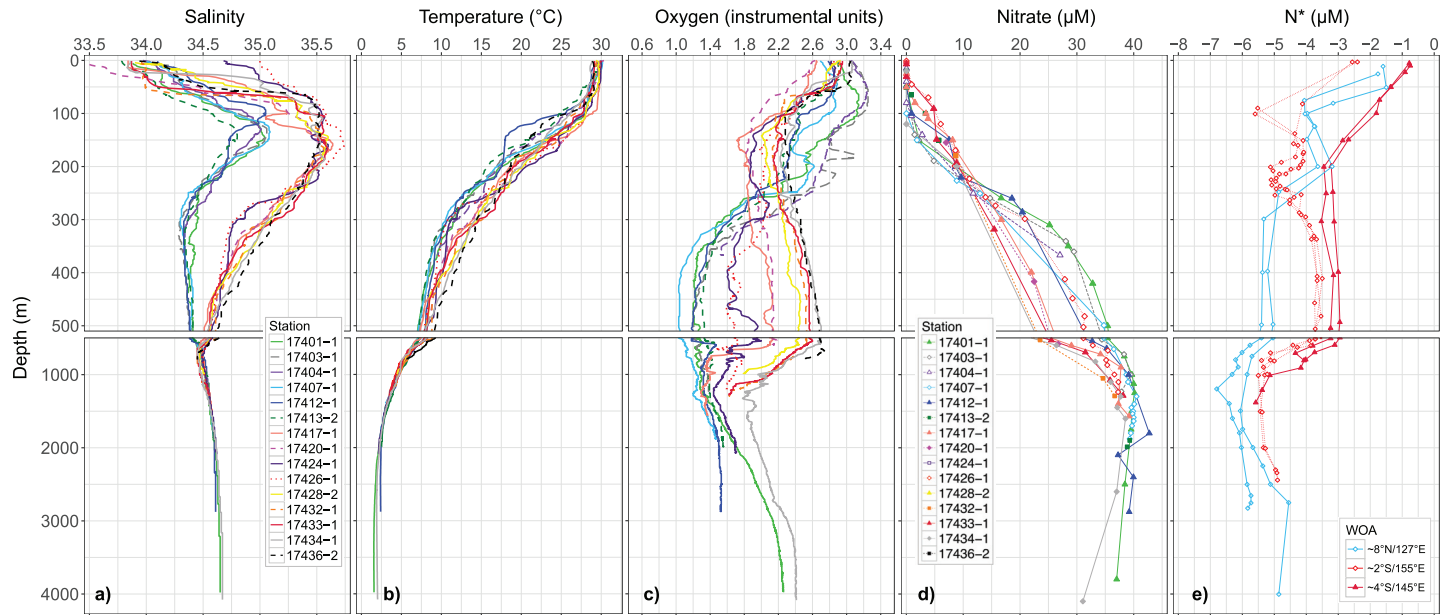 Salinity
Temperature (°C)
Oxygen (instrumental units)
Nitrate (µM)
N* (µM)
33.5 34.0 34.5 35.0 35.5
0 5 10 15 20 25 30
0.6 1.0 1.4 1.8 2.2 2.6 3.0 3.4
0 10 20 30 40
−8 −7 −6 −5 −4 −3 −2 −1 0
Depth (m)
0
100
200
300
400
500
1000
2000
3000
4000
Station
17401−1
17403−1
17404−1
17407−1
17412−1
17413−2
17417−1
17420−1
17424−1
17426−1
17428−2
17432−1
17433−1
17434−1
17436−2
Station
17401−1
17403−1
17404−1
17407−1
17412−1
17413−2
17417−1
17420−1
17424−1
17426−1
17428−2
17432−1
17433−1
17434−1
17436−2
WOA
~8°N/127°E
~2°S/155°E
~4°S/145°E
a)
b)
c)
d)
e)